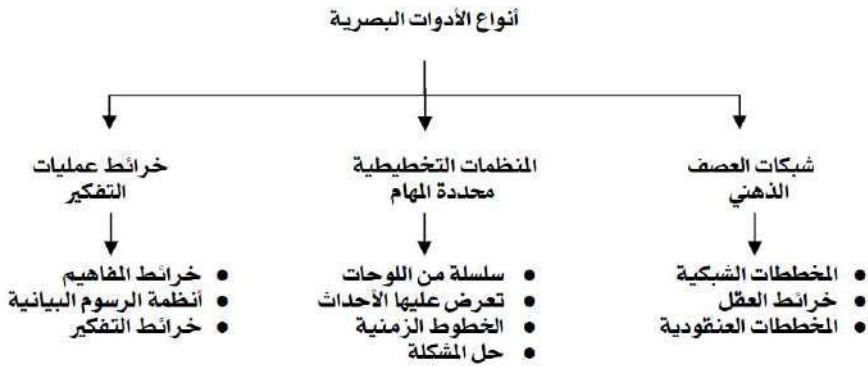 أنواع الأدوات البصرية
شبكات العصف
الذهني
● المخططات الشبكية
● خرائط العقل
● المخططات العنقودية
المنظمات التخطيطية
محددة المهام
● سلسلة من اللوحات
● تعرض عليها الأحداث
● الخطوط الزمنية
● حل المشكلة
خرائط عمليات
التفكير
● خرائط المفاهيم
● أنظمة الرسوم البيانية
● خرائط التفكير